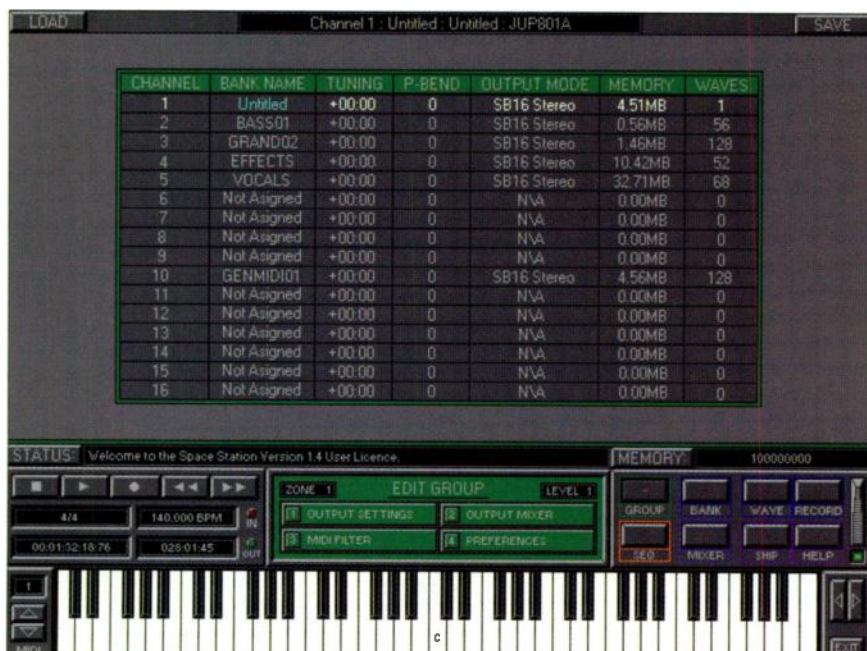 LOAD Channel 1 : Untitled : Untitled : JUP801A SAVE
CHANNEL BANK NAME TUNING P-BEND OUTPUT MODE MEMORY WAVES
1 Untitled +00:00 0 SB16 Stereo 4.51MB 1
2 BASS01 +00:00 0 SB16 Stereo 0.56MB 56
3 GRAND02 +00:00 0 SB16 Stereo 1.46MB 128
4 EFFECTS +00:00 0 SB16 Stereo 10.42MB 52
5 VOCALS +00:00 0 SB16 Stereo 32.71MB 68
6 Not Asigned +00:00 0 N\A 0.00MB 0
7 Not Asigned +00:00 0 N\A 0.00MB 0
8 Not Asigned +00:00 0 N\A 0.00MB 0
9 Not Asigned +00:00 0 N\A 0.00MB 0
10 GENMIDI01 +00:00 0 SB16 Stereo 4.56MB 128
11 Not Asigned +00:00 0 N\A 0.00MB 0
12 Not Asigned +00:00 0 N\A 0.00MB 0
13 Not Asigned +00:00 0 N\A 0.00MB 0
14 Not Asigned +00:00 0 N\A 0.00MB 0
15 Not Asigned +00:00 0 N\A 0.00MB 0
16 Not Asigned +00:00 0 N\A 0.00MB 0
STATUS: Welcome to the Space Station Version 1.4 User Licence. MEMORY: 100000000
ZONE 1 EDIT GROUP LEVEL 1
1 OUTPUT SETTINGS 2 OUTPUT MIXER
3 MIDI FILTER 4 PREFERENCES
4/4 140.000 BPM IN
00:01:32:18:76 028:01:45 OUT
GROUP BANK WAVE RECORD
SEQ MIXER SHIP HELP
1
MIDI
C
EXIT